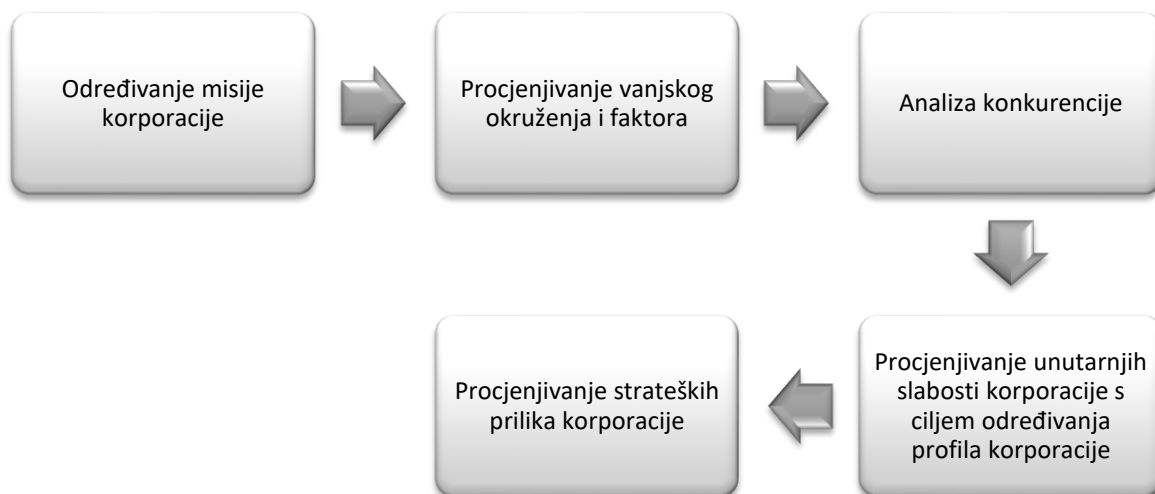 Određivanje misije
korporacije
Procjenjivanje vanjskog
okruženja i faktora
Analiza konkurencije
Procjenjivanje unutarnjih
slabosti korporacije s
ciljem određivanja
profila korporacije
Procjenjivanje strateških
prilika korporacije